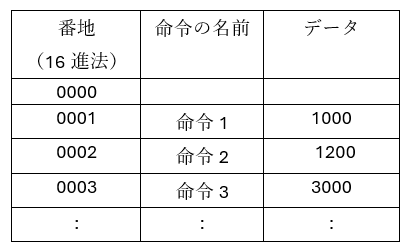 番地 命令の名前 データ
（16 進法）
0000
0001 命令 1 1000
0002 命令 2 1200
0003 命令 3 3000
： ： ：